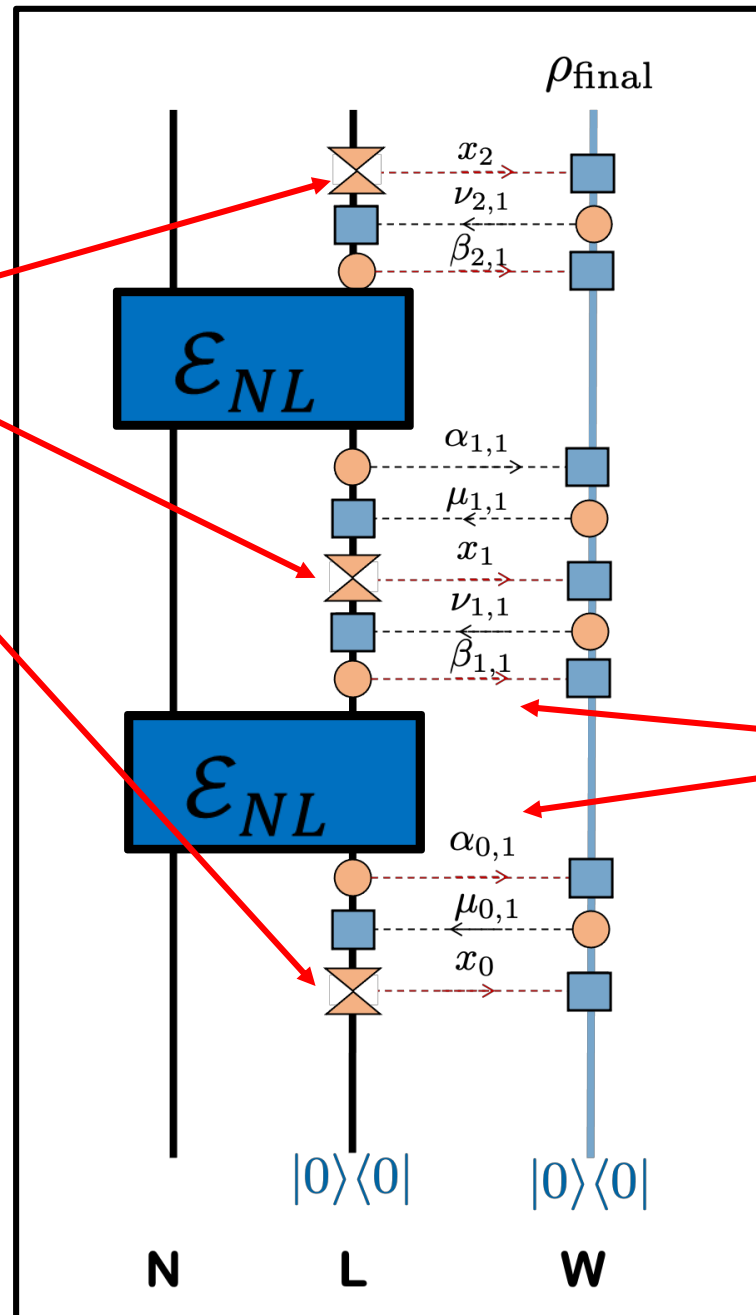 ρ_final
x_2
ν_{2,1}
β_{2,1}
ℰ_{NL}
α_{1,1}
μ_{1,1}
x_1
ν_{1,1}
β_{1,1}
ℰ_{NL}
α_{0,1}
μ_{0,1}
x_0
|0⟩⟨0| |0⟩⟨0|
N L W